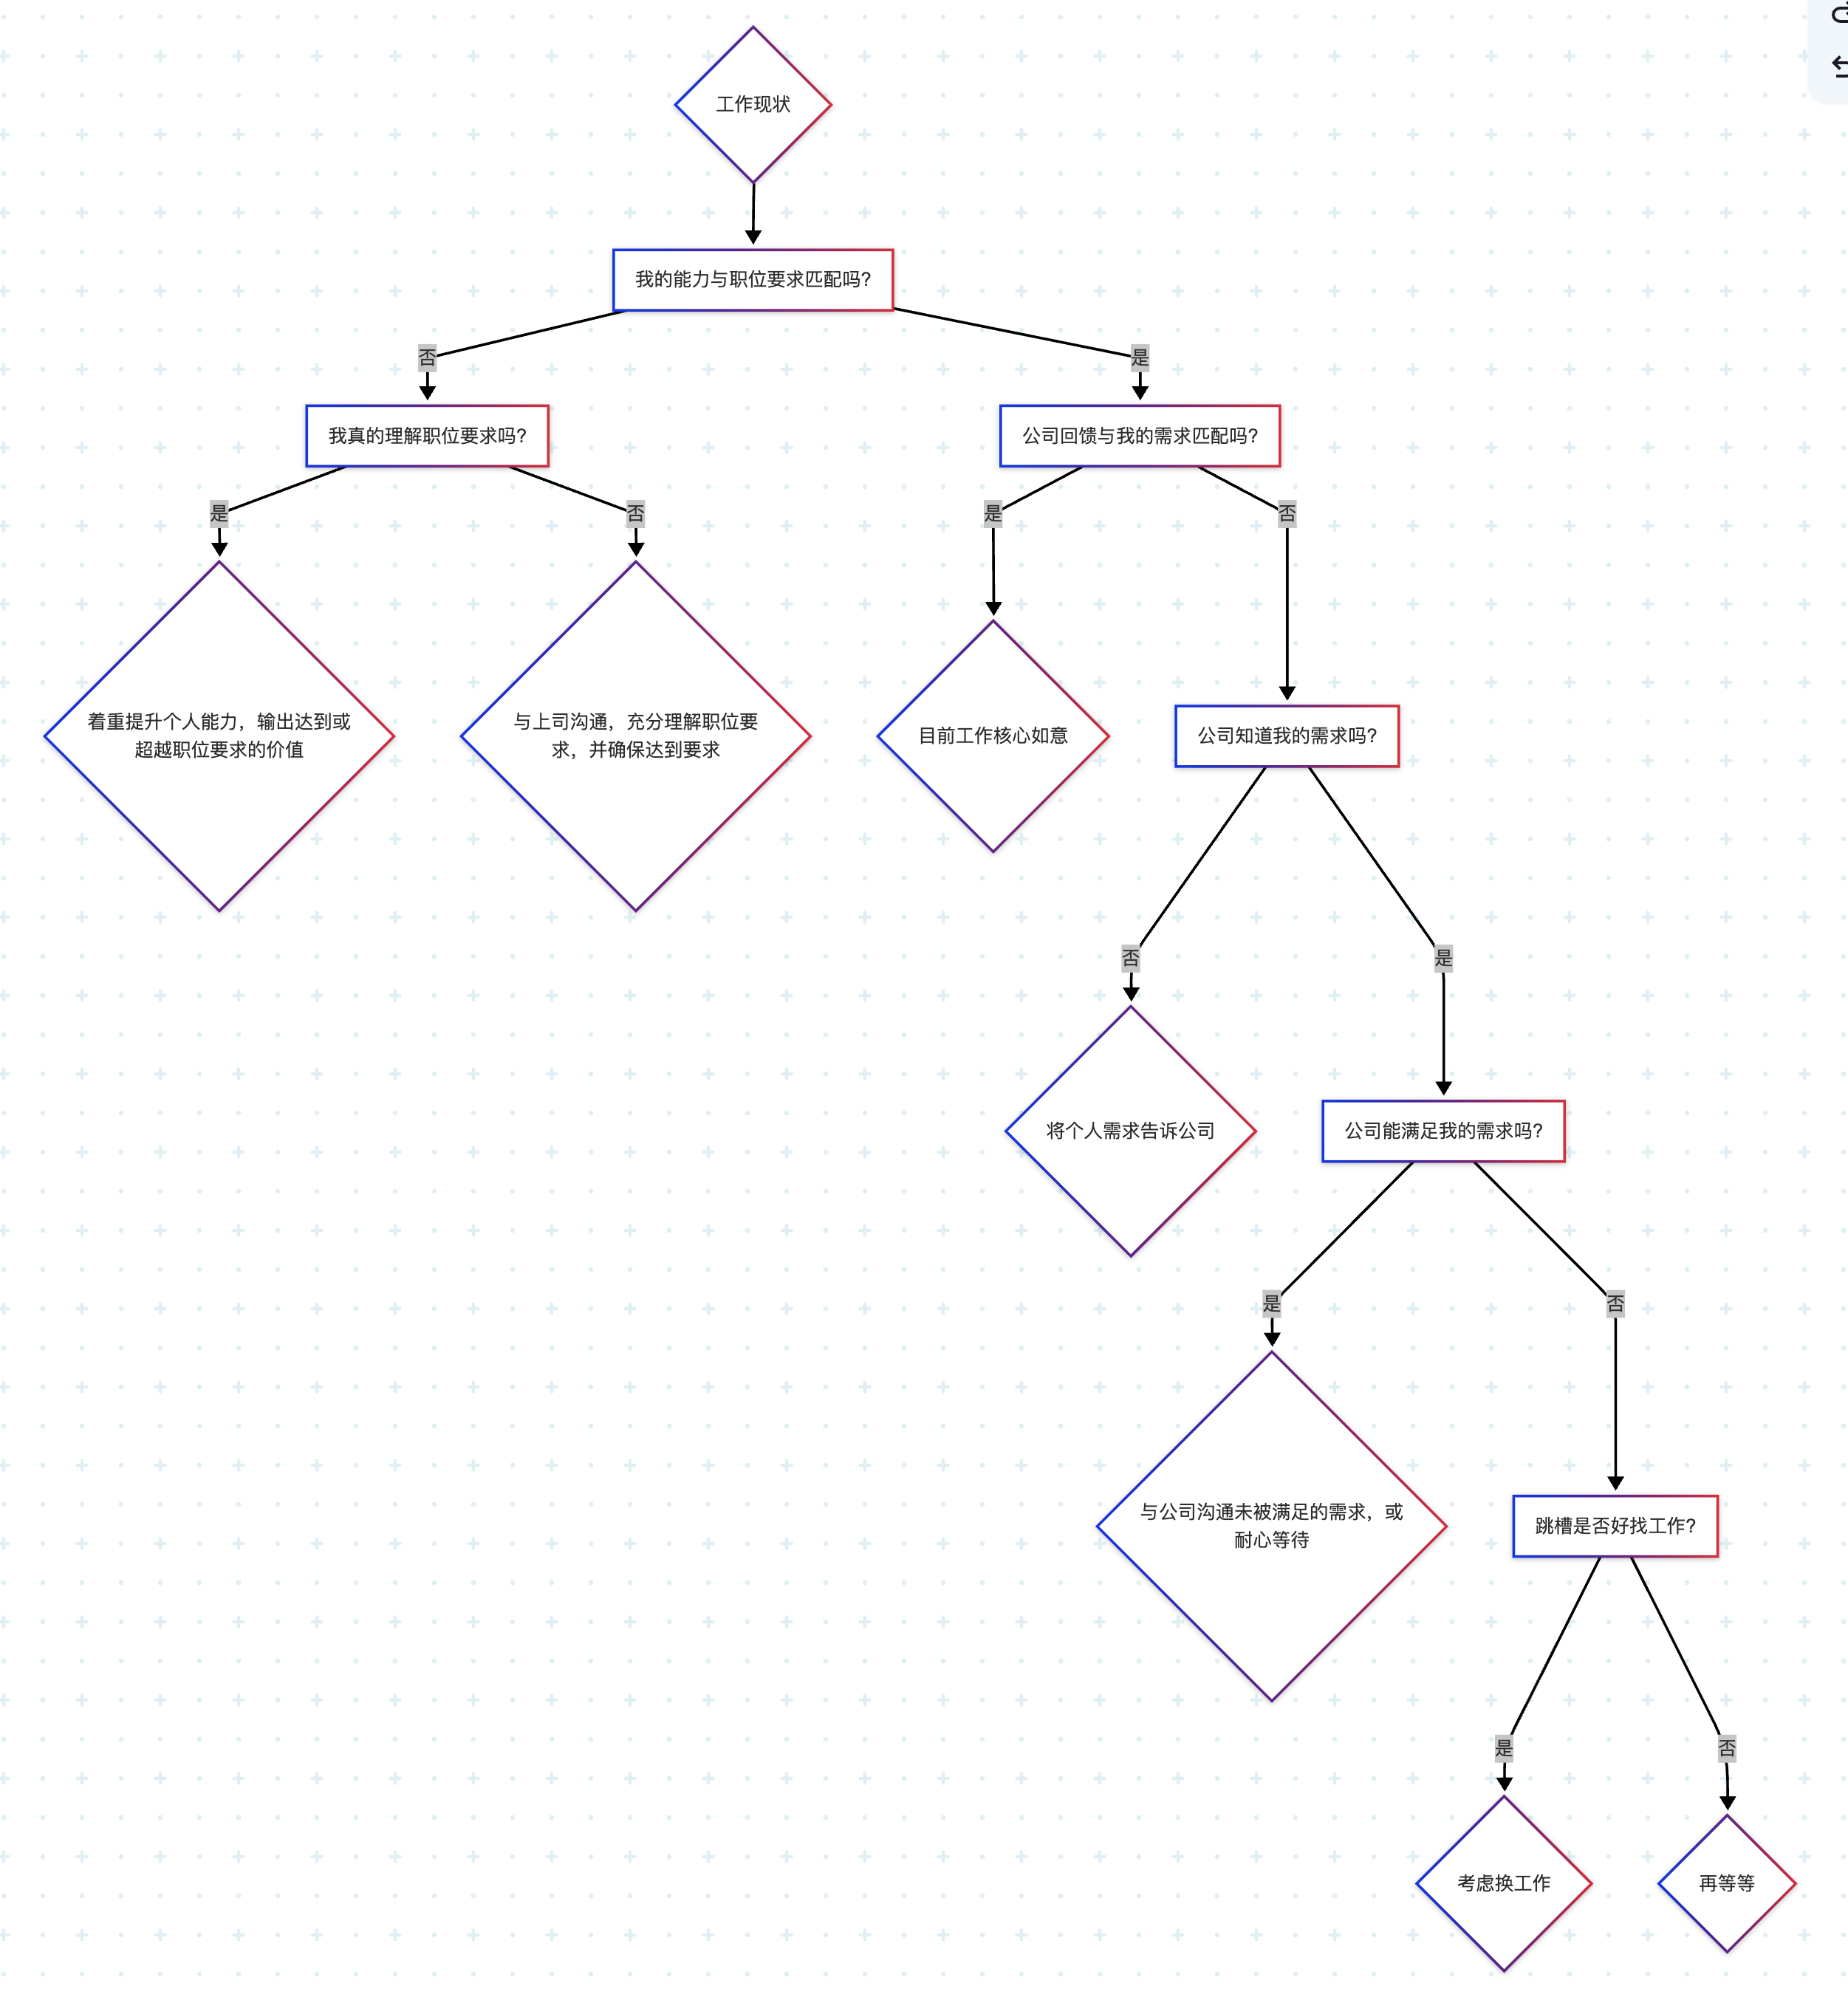 工作现状
我的能力与职位要求匹配吗?
否
是
我真的理解职位要求吗?
公司回馈与我的需求匹配吗?
是
否
是
否
着重提升个人能力，输出达到或
超越职位要求的价值
与上司沟通，充分理解职位要
求，并确保达到要求
目前工作核心如意
公司知道我的需求吗?
否
是
将个人需求告诉公司
公司能满足我的需求吗?
是
否
与公司沟通未被满足的需求，或
耐心等待
跳槽是否好找工作?
是
否
考虑换工作
再等等